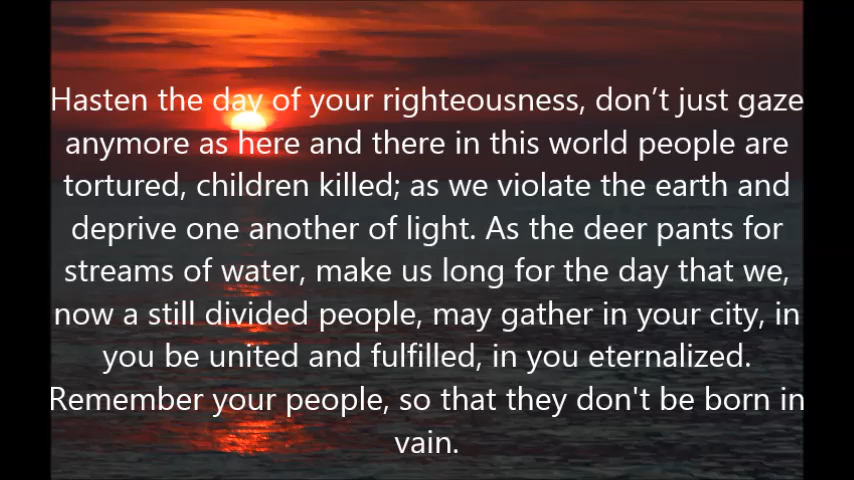 Hasten the day of your righteousness, don’t just gaze
anymore as here and there in this world people are
tortured, children killed; as we violate the earth and
deprive one another of light. As the deer pants for
streams of water, make us long for the day that we,
now a still divided people, may gather in your city, in
you be united and fulfilled, in you eternalized.
Remember your people, so that they don't be born in
vain.